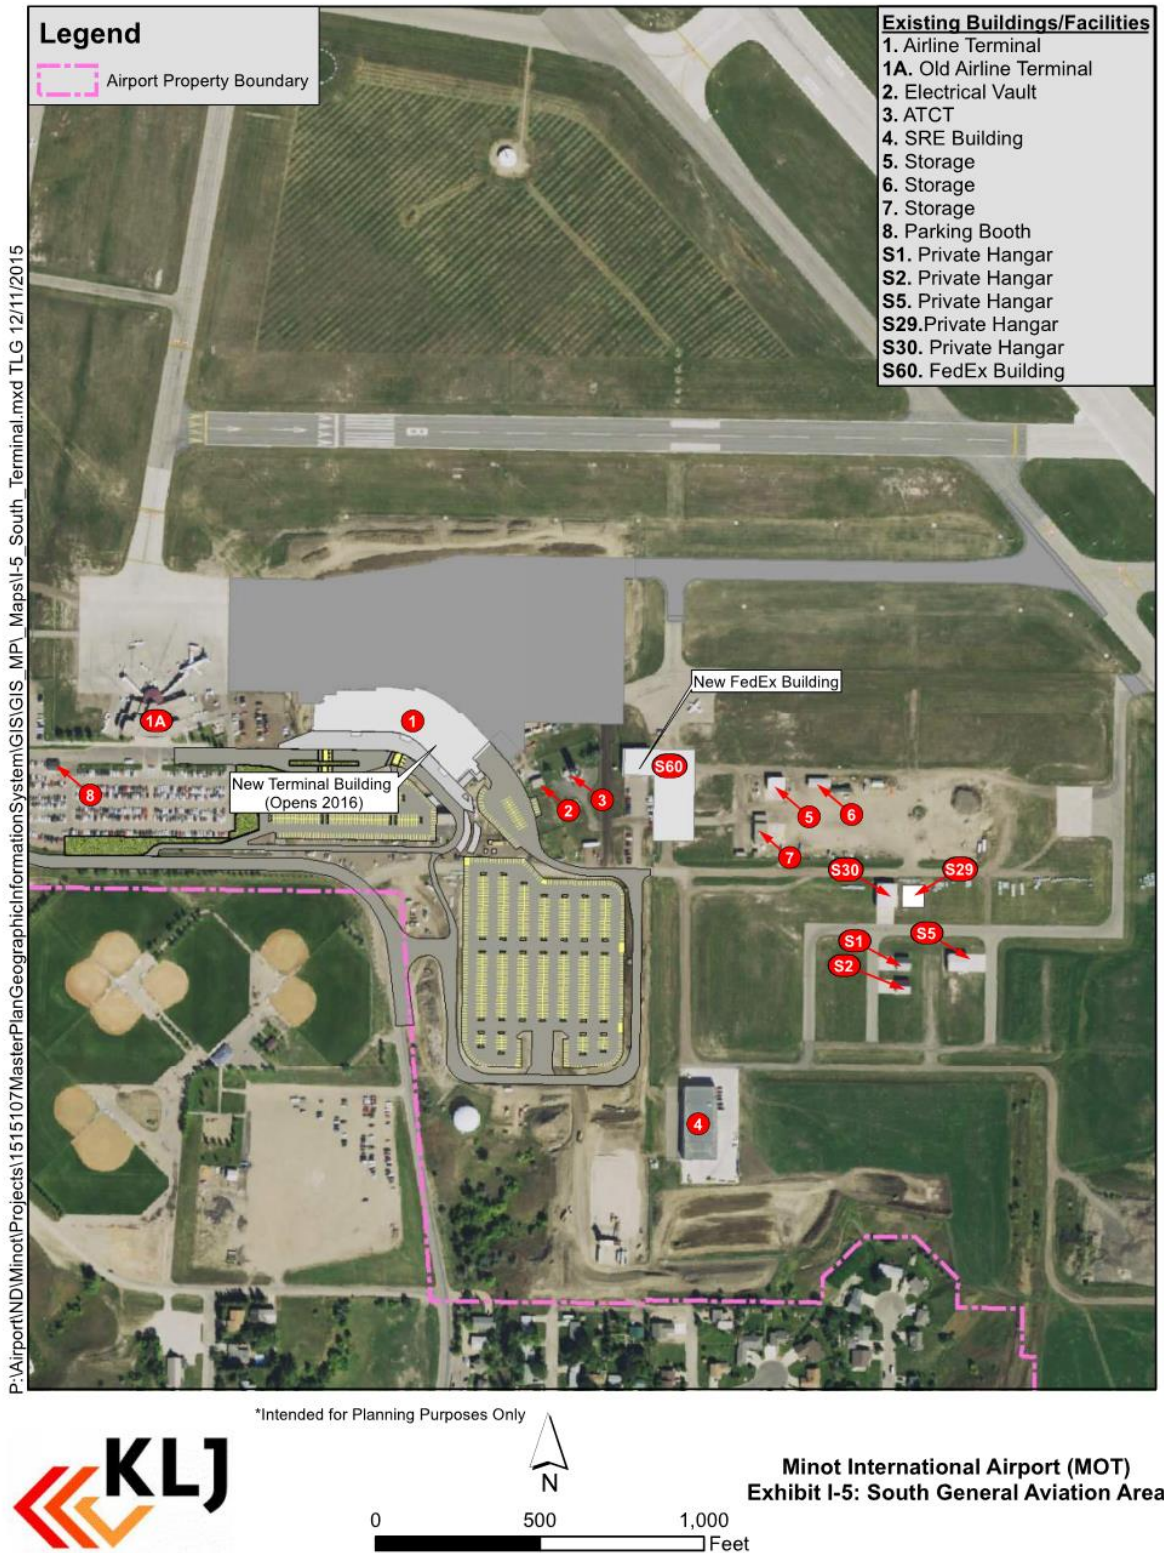 Legend
Airport Property Boundary
Existing Buildings/Facilities
1. Airline Terminal
1A. Old Airline Terminal
2. Electrical Vault
3. ATCT
4. SRE Building
5. Storage
6. Storage
7. Storage
8. Parking Booth
S1. Private Hangar
S2. Private Hangar
S5. Private Hangar
S29.Private Hangar
S30. Private Hangar
S60. FedEx Building
P:\Airport\ND\Minot\Projects\1515107MasterPlanGeographicInformationSystem\GIS\GIS_MP\_Maps\I-5_South_Terminal.mxd TLG 12/11/2015
8
New FedEx Building
1A
1
S60
New Terminal Building
(Opens 2016)
8
2
3
5
6
7
S30
S29
S1
S5
S2
4
*Intended for Planning Purposes Only
N
KLJ
Minot International Airport (MOT)
Exhibit I-5: South General Aviation Area
0 500 1,000
Feet